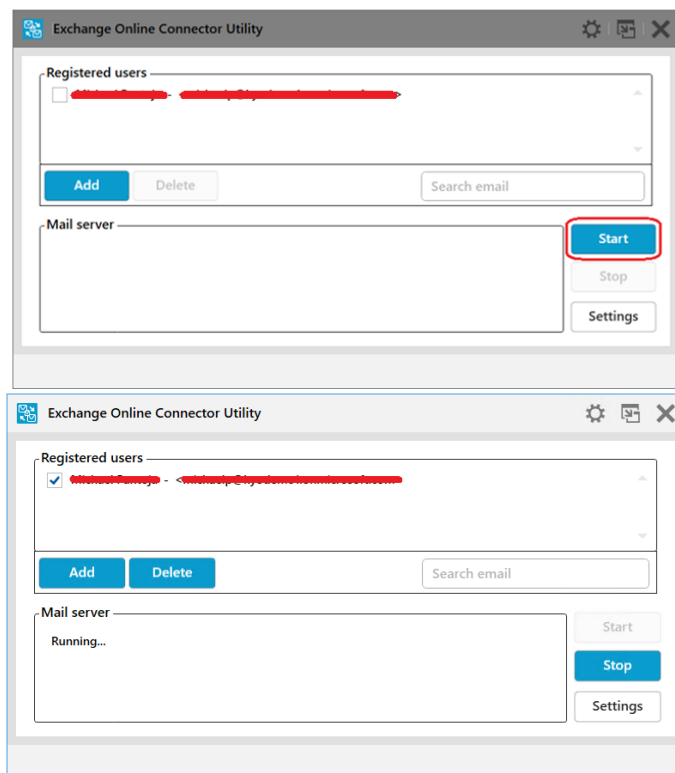 Exchange Online Connector Utility
Registered users
-
Add Delete Search email
Mail server
Start
Stop
Settings
Exchange Online Connector Utility
Registered users
- <
Add Delete Search email
Mail server
Start
Running...
Stop
Settings